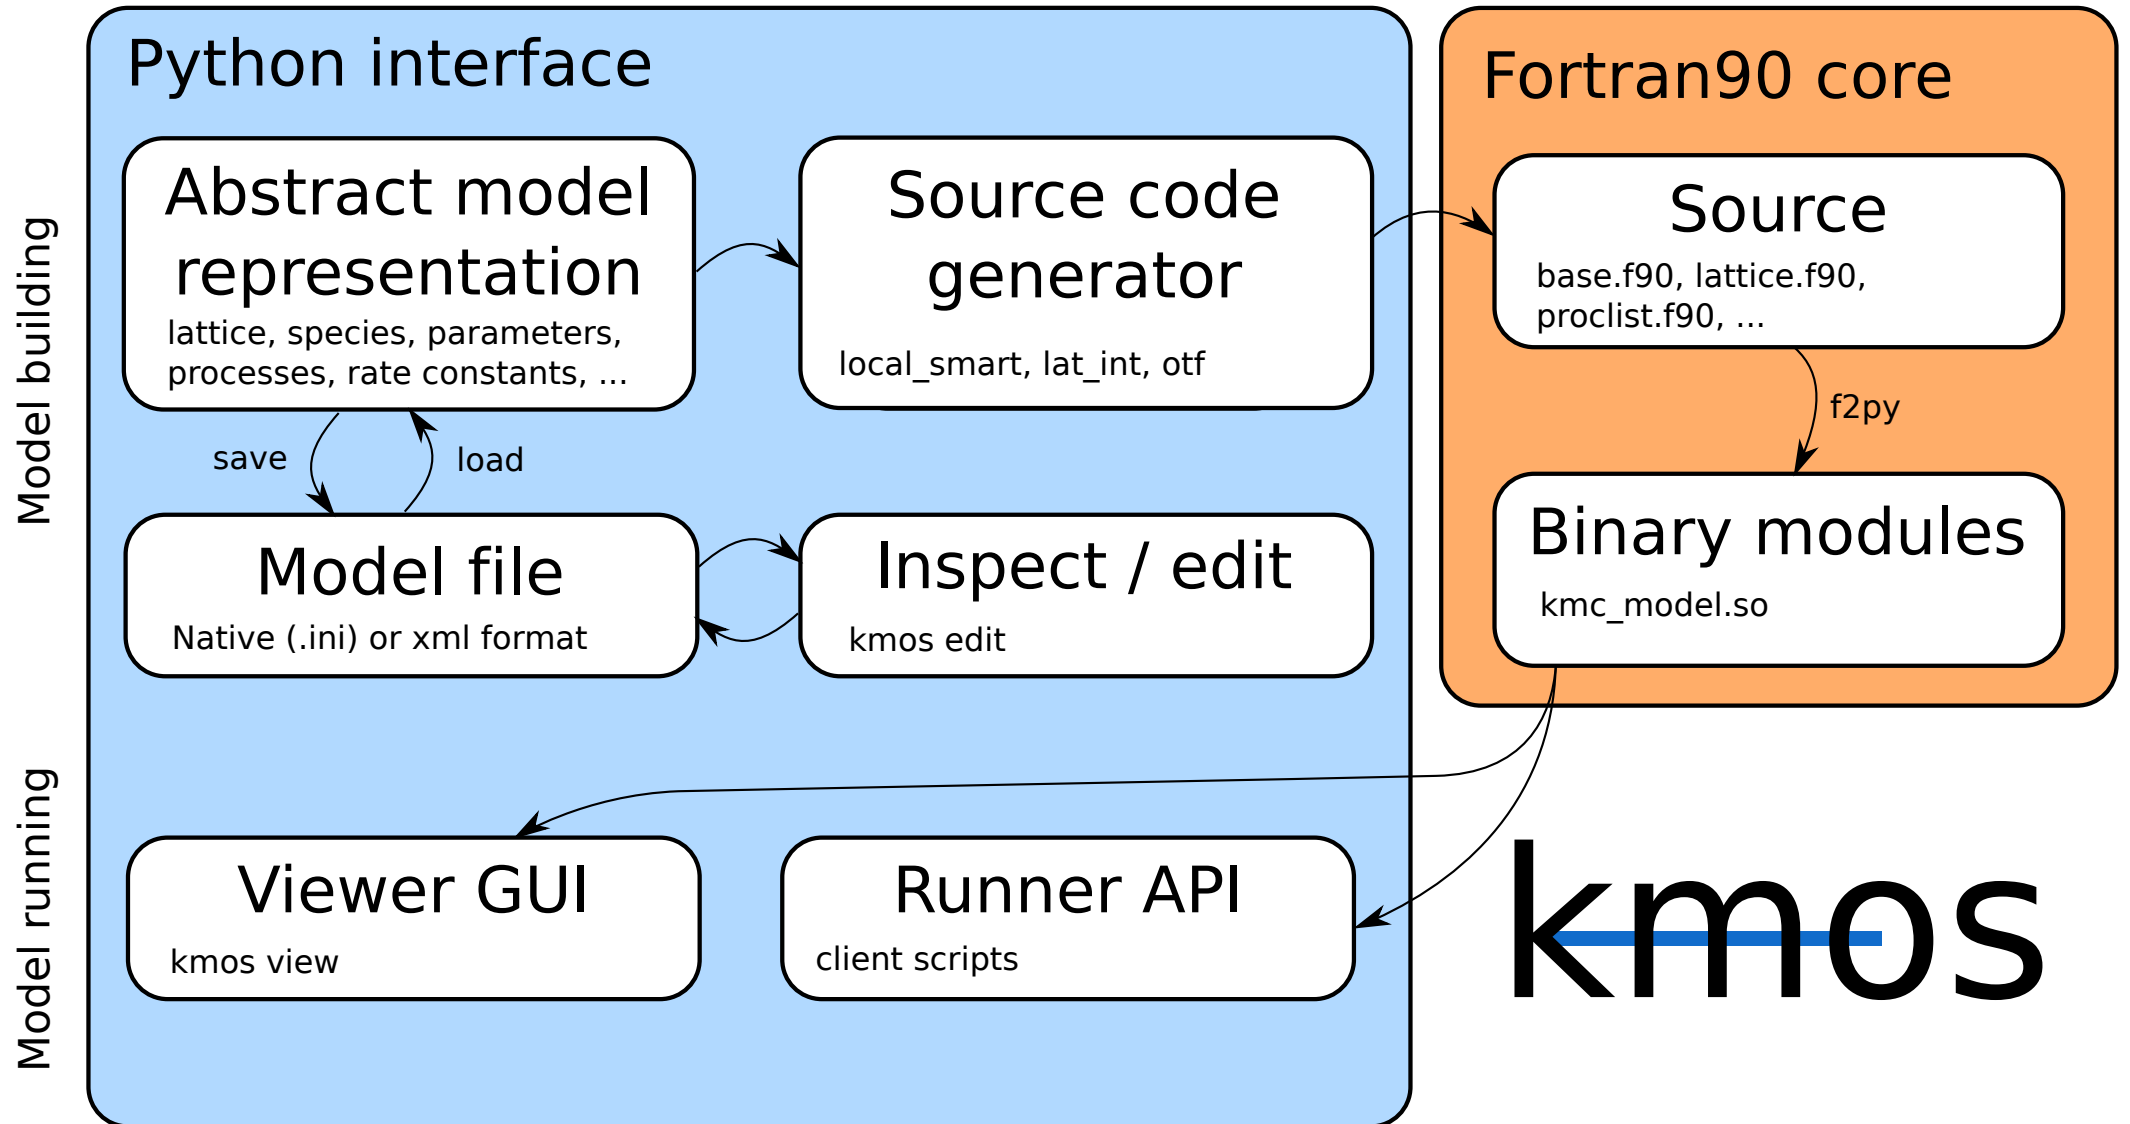 Python interface
Fortran90 core
Model building
Abstract model
representation
lattice, species, parameters,
processes, rate constants, ...
Source code
generator
local_smart, lat_int, otf
Source
base.f90, lattice.f90,
proclist.f90, ...
save
load
f2py
Model file
Native (.ini) or xml format
Inspect / edit
kmos edit
Binary modules
kmc_model.so
Model running
Viewer GUI
kmos view
Runner API
client scripts
kmos